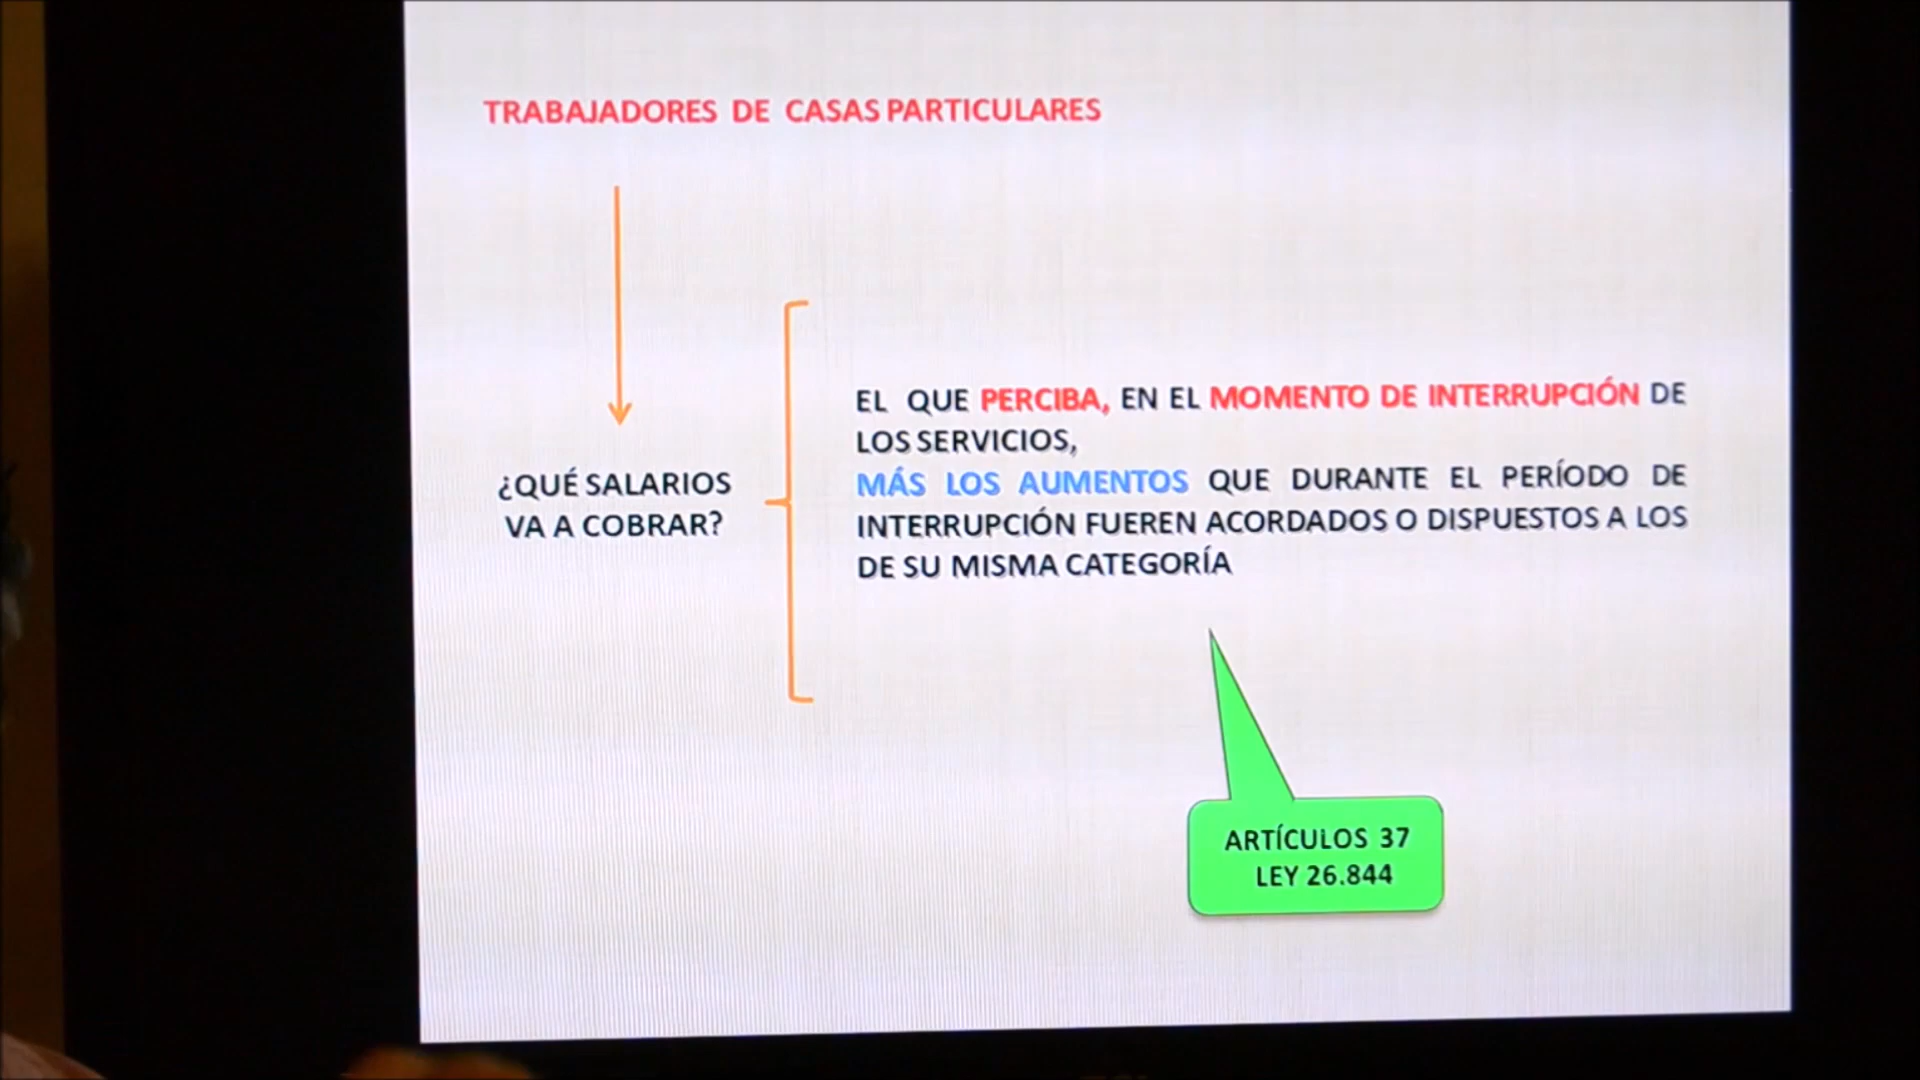 TRABAJADORES DE CASAS PARTICULARES
¿QUÉ SALARIOS
VA A COBRAR?
EL QUE PERCIBA, EN EL MOMENTO DE INTERRUPCIÓN DE
LOS SERVICIOS,
MÁS LOS AUMENTOS QUE DURANTE EL PERÍODO DE
INTERRUPCIÓN FUEREN ACORDADOS O DISPUESTOS A LOS
DE SU MISMA CATEGORÍA
ARTÍCULOS 37
LEY 26.844